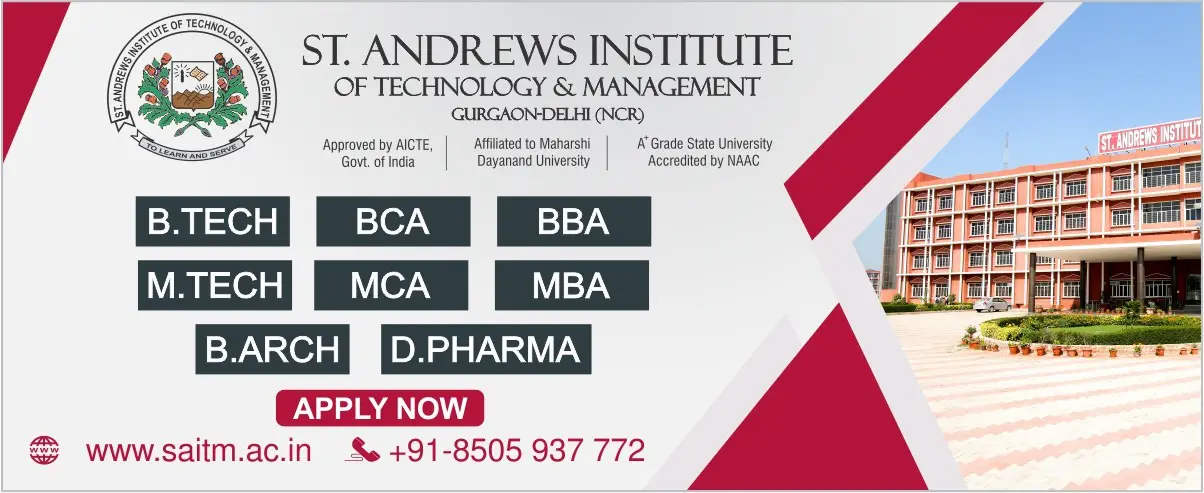 ST. ANDREWS INSTITUTE OF TECHNOLOGY & MANAGEMENT
TO LEARN AND SERVE
ST. ANDREWS INSTITUTE
OF TECHNOLOGY & MANAGEMENT
GURGAON-DELHI (NCR)
Approved by AICTE,
Govt. of India
Affiliated to Maharshi
Dayanand University
A+ Grade State University
Accredited by NAAC
ST. ANDREWS INSTITUT
B.TECH BCA BBA
M.TECH MCA MBA
B.ARCH D.PHARMA
APPLY NOW
www www.saitm.ac.in +91-8505 937 772